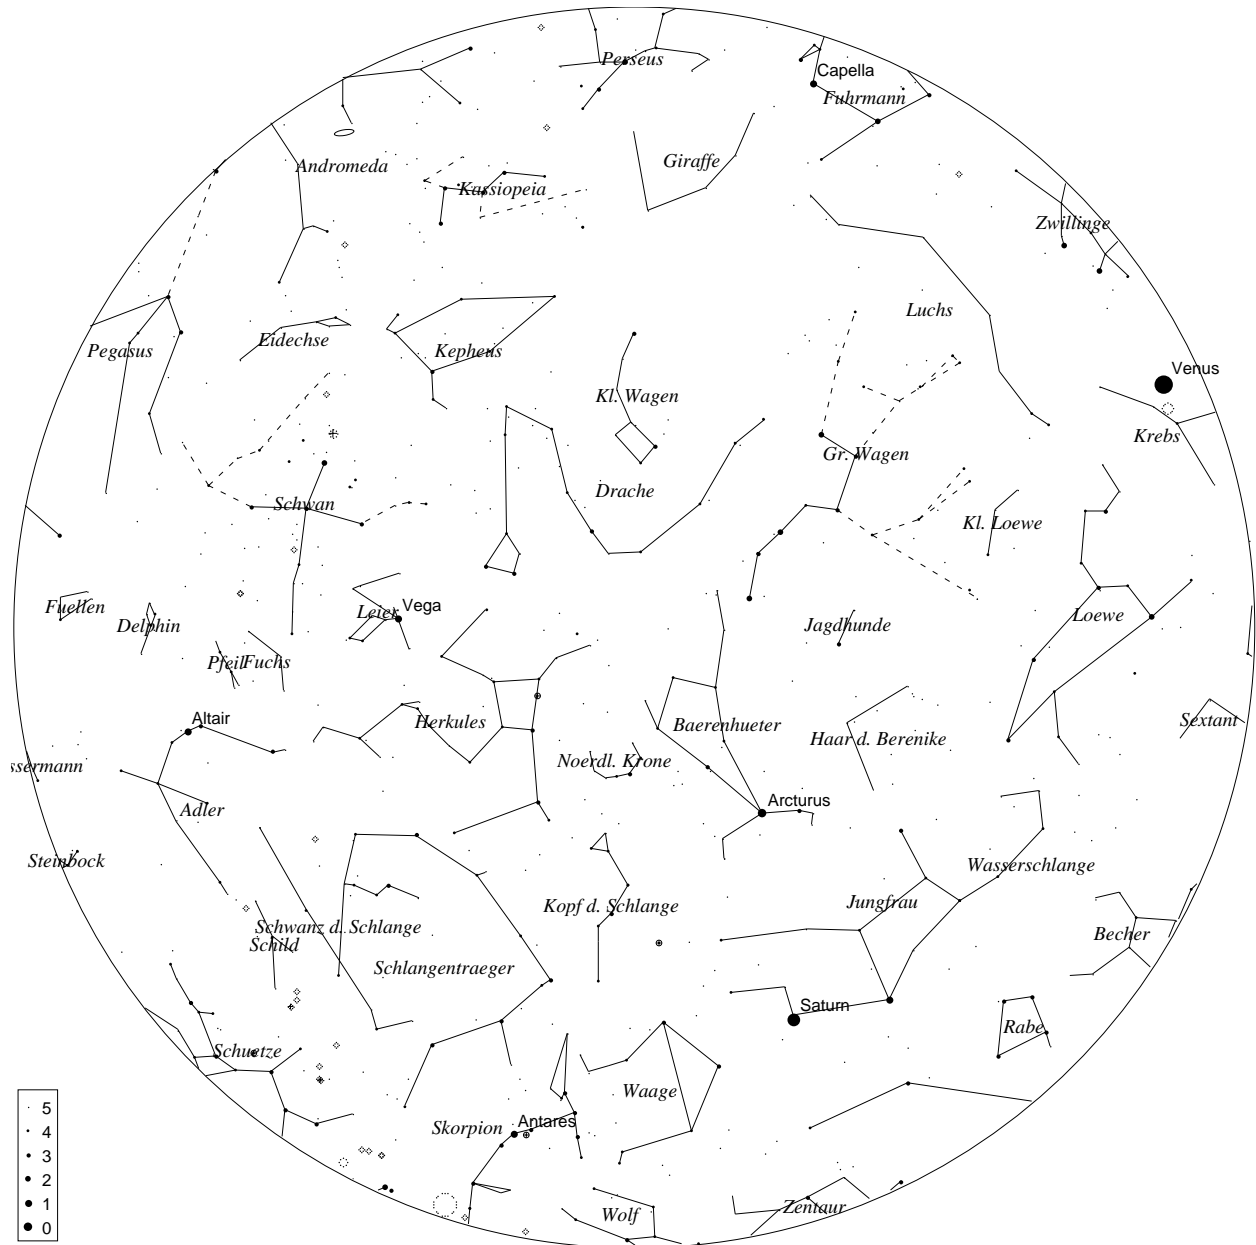 Perseus
Capella
Fuhrmann
Andromeda
Kassiopeia
Giraffe
Zwillinge
Luchs
Pegasus
Eidechse
Kepheus
Venus
Kl. Wagen
Krebs
Gr. Wagen
Drache
Schwan
Kl. Loewe
Fuellen
Delphin
Leier
Vega
Jagdhunde
Loewe
Pfeil
Fuchs
Altair
Herkules
Baerenhueter
Haar d. Berenike
Sextant
ssermann
Noerdl. Krone
Adler
Arcturus
Steinbock
Wasserschlange
Schwanz d. Schlange
Kopf d. Schlange
Jungfrau
Schild
Becher
Schlangentraeger
Saturn
Rabe
Schuetze
Waage
Skorpion
Antares
Wolf
Zentaur
5
4
3
2
1
0